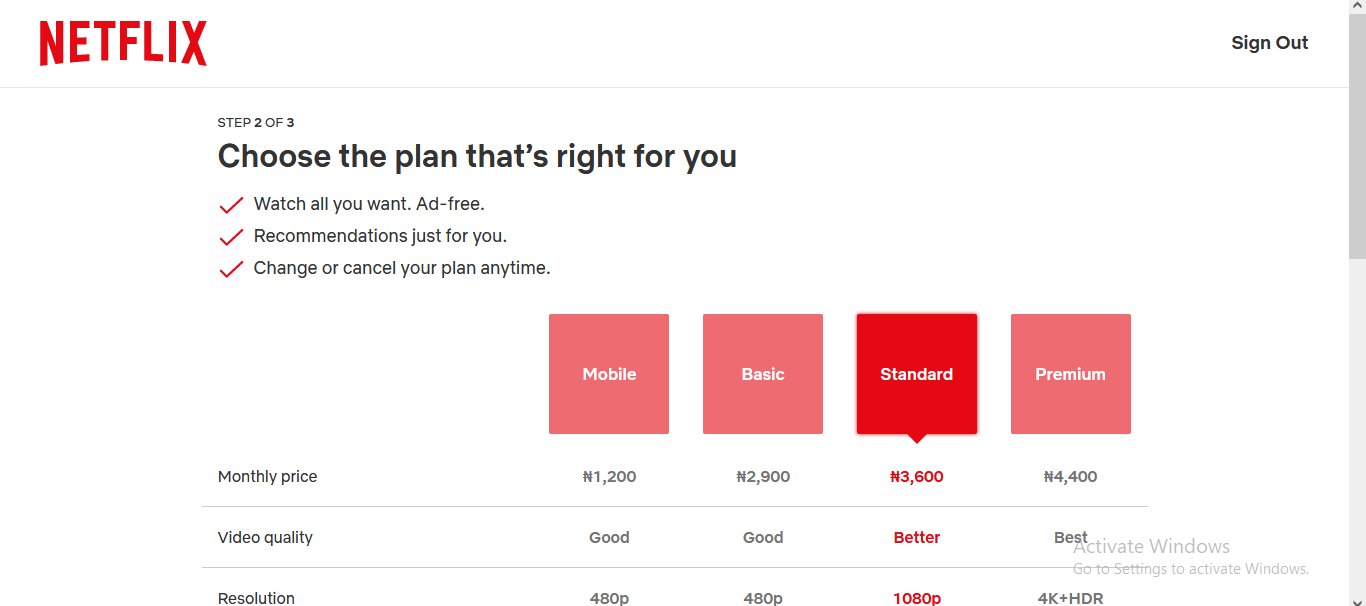 NETFLIX
Sign Out
STEP 2 OF 3
Choose the plan that’s right for you
Watch all you want. Ad-free.
Recommendations just for you.
Change or cancel your plan anytime.
Mobile Basic Standard Premium
Monthly price ₦1,200 ₦2,900 ₦3,600 ₦4,400
Video quality Good Good Better Best
Activate Windows
Go to Settings to activate Windows.
Resolution 480p 480p 1080p 4K+HDR